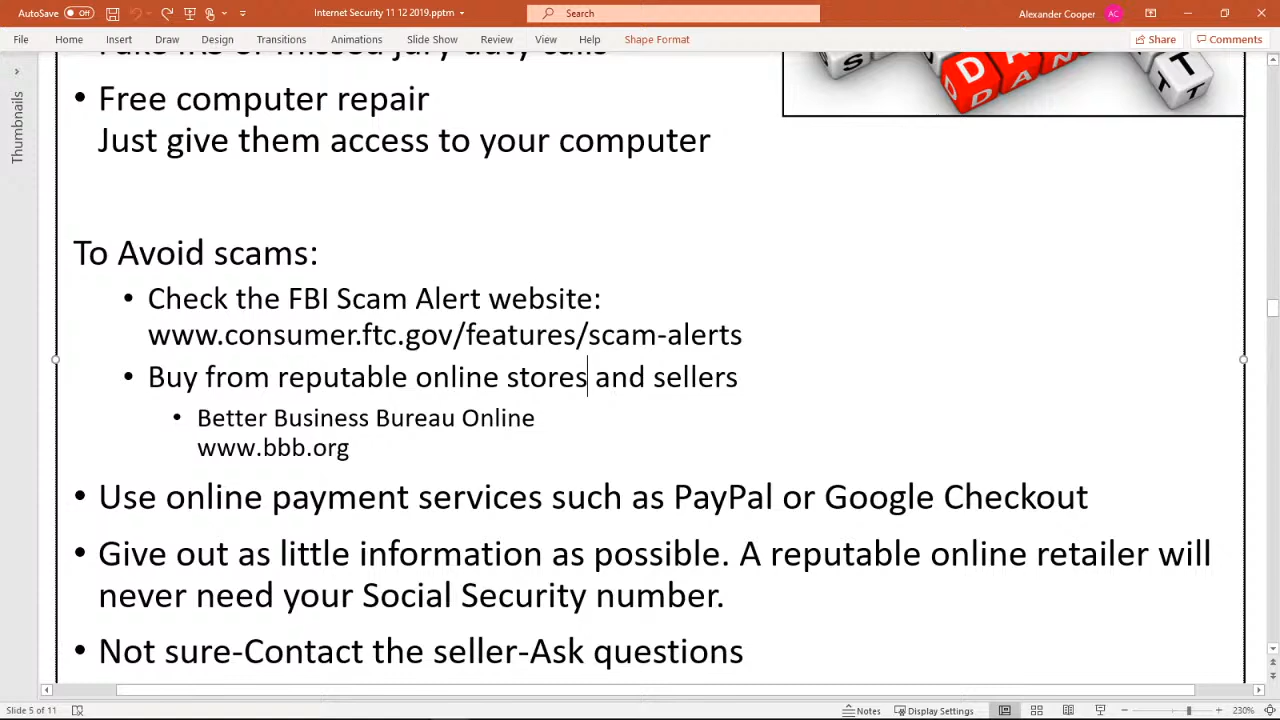 AutoSave Off Internet Security 11 12 2019.pptm Search Alexander Cooper AC
File Home Insert Draw Design Transitions Animations Slide Show Review View Help Shape Format Share Comments
Thumbnails
• Free computer repair
Just give them access to your computer
To Avoid scams:
• Check the FBI Scam Alert website:
www.consumer.ftc.gov/features/scam-alerts
• Buy from reputable online stores and sellers
• Better Business Bureau Online
www.bbb.org
• Use online payment services such as PayPal or Google Checkout
• Give out as little information as possible. A reputable online retailer will
never need your Social Security number.
• Not sure-Contact the seller-Ask questions
Slide 5 of 11 Notes Display Settings 230%